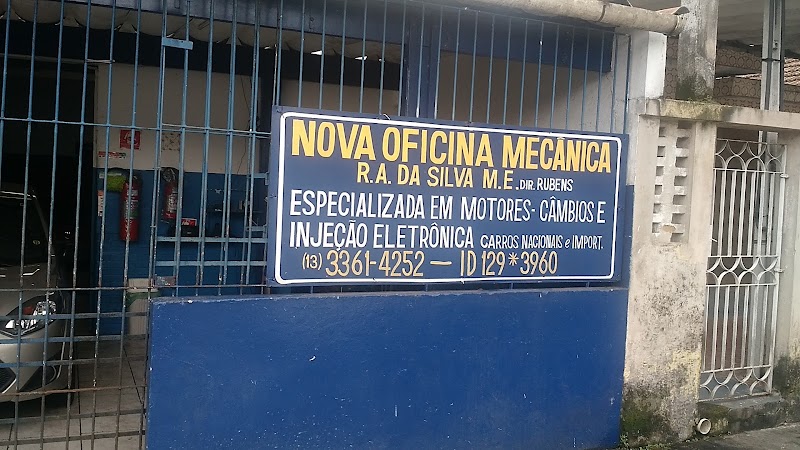 NOVA OFICINA MECÂNICA
R.A. DA SILVA M.E. DIR. RUBENS
ESPECIALIZADA EM MOTORES - CÂMBIOS E
INJEÇÃO ELETRÔNICA CARROS NACIONAIS e IMPORT.
(13) 3361-4252 — ID 129*3960